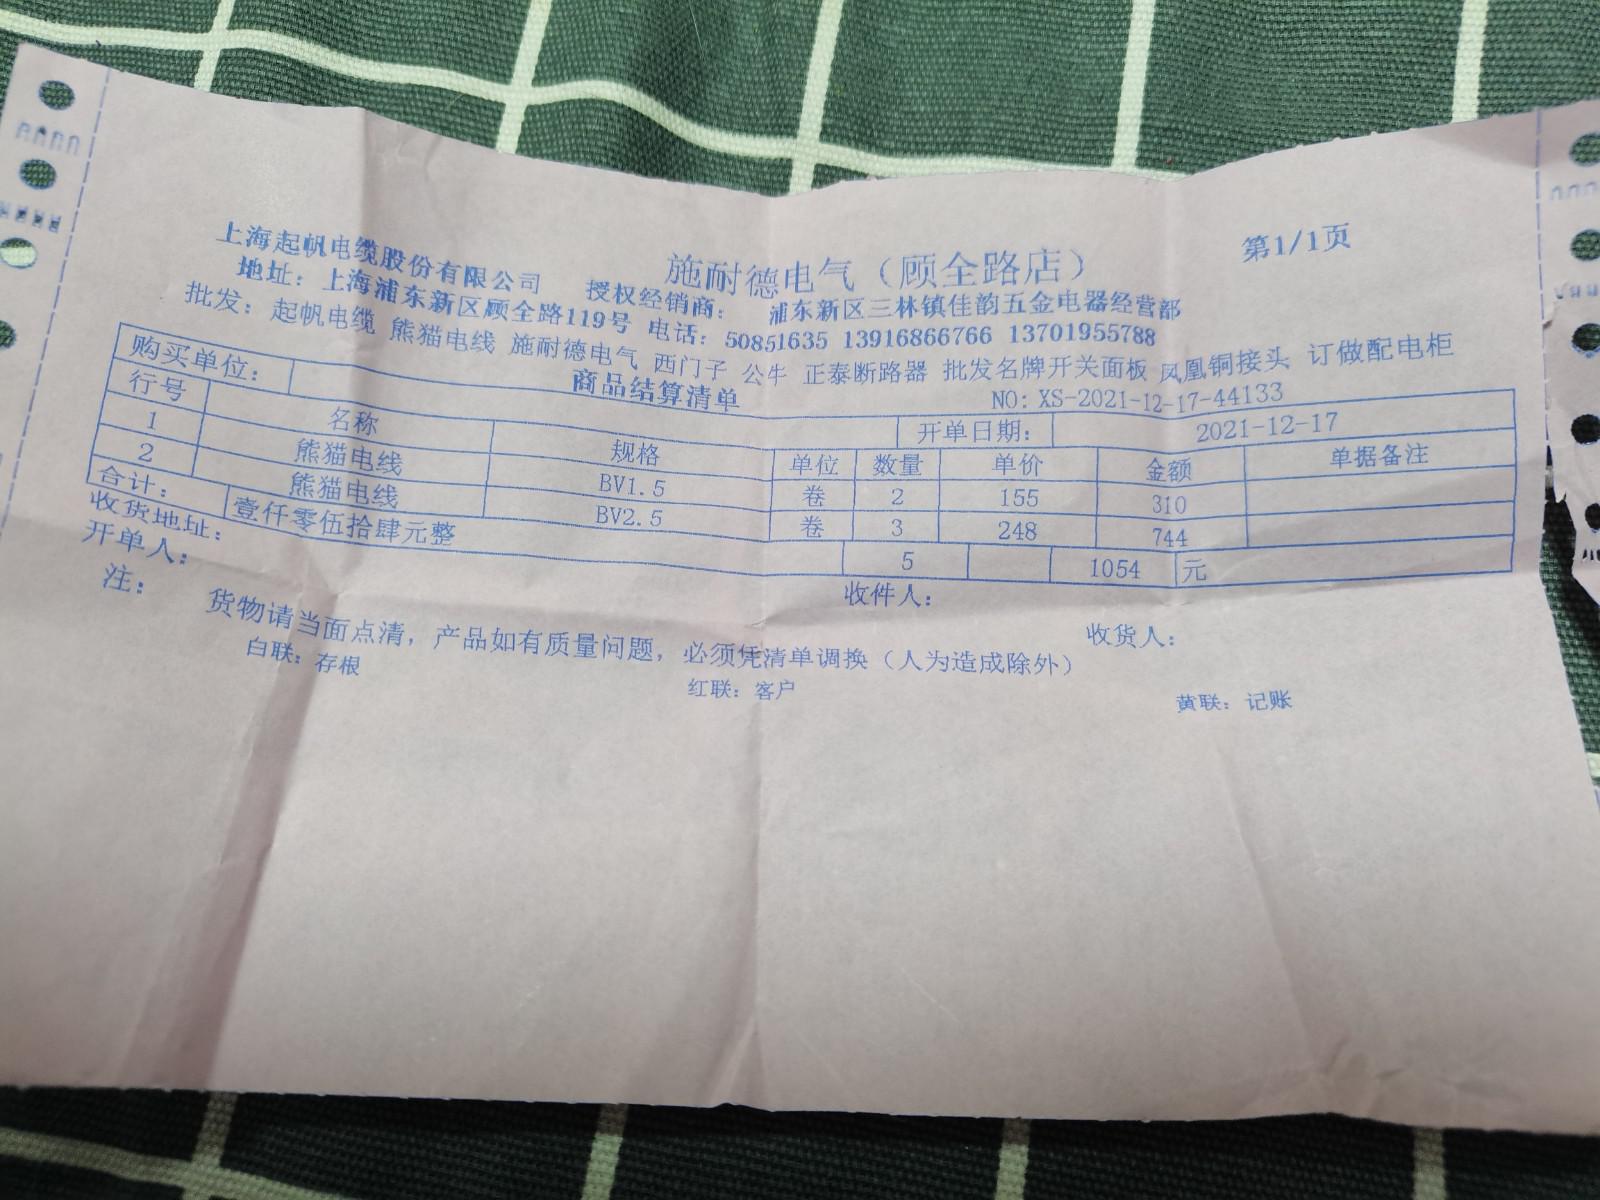 施耐德电气（顾全路店） 第1/1页
上海起帆电缆股份有限公司 授权经销商： 浦东新区三林镇佳韵五金电器经营部
地址：上海浦东新区顾全路119号 电话：50851635 13916866766 13701955788
批发：起帆电缆 熊猫电线 施耐德电气 西门子 公牛 正泰断路器 批发名牌开关面板 凤凰铜接头 订做配电柜
商品结算清单 NO: XS-2021-12-17-44133
购买单位： 开单日期： 2021-12-17
行号 名称 规格 单位 数量 单价 金额 单据备注
1 熊猫电线 BV1.5 卷 2 155 310
2 熊猫电线 BV2.5 卷 3 248 744
合计： 壹仟零伍拾肆元整 5 1054 元
收货地址：
开单人： 收件人： 收货人：
注： 货物请当面点清，产品如有质量问题，必须凭清单调换（人为造成除外）
白联：存根 红联：客户 黄联：记账